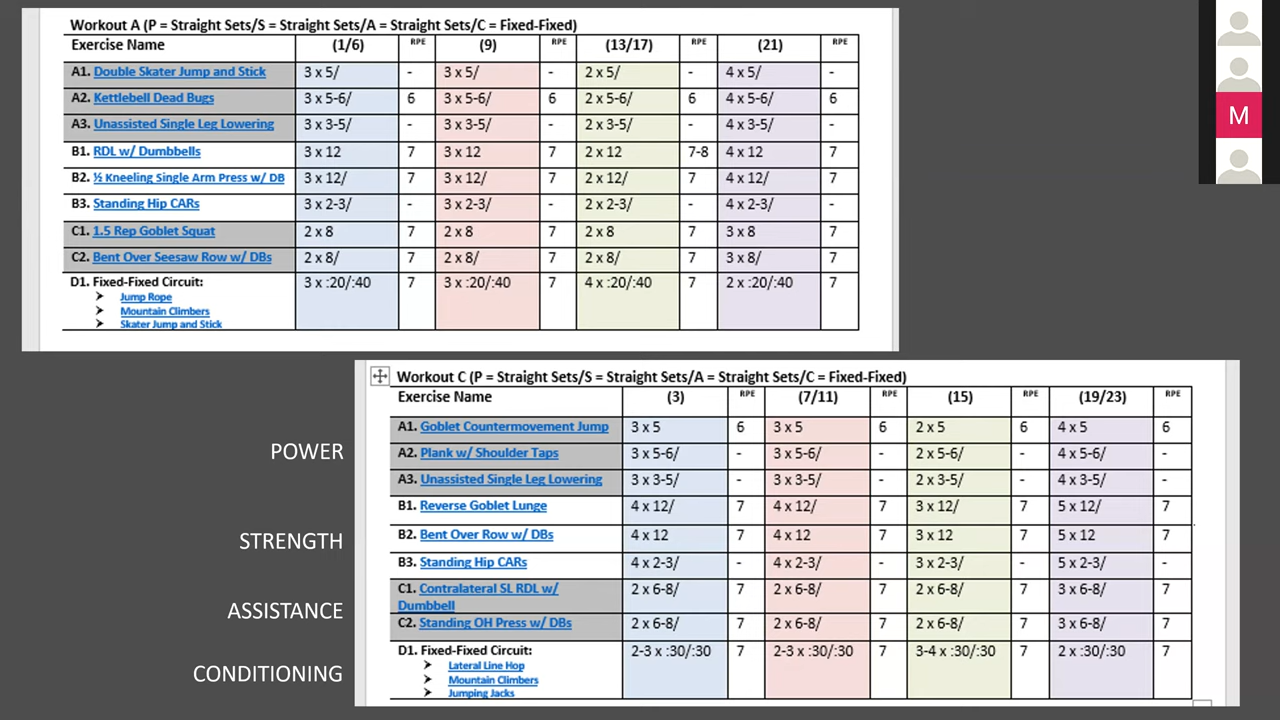 Workout A (P = Straight Sets/S = Straight Sets/A = Straight Sets/C = Fixed-Fixed)
Exercise Name (1/6) RPE (9) RPE (13/17) RPE (21) RPE
A1. Double Skater Jump and Stick 3 x 5/ - 3 x 5/ - 2 x 5/ - 4 x 5/ -
A2. Kettlebell Dead Bugs 3 x 5-6/ 6 3 x 5-6/ 6 2 x 5-6/ 6 4 x 5-6/ 6
A3. Unassisted Single Leg Lowering 3 x 3-5/ - 3 x 3-5/ - 2 x 3-5/ - 4 x 3-5/ -
B1. RDL w/ Dumbbells 3 x 12 7 3 x 12 7 2 x 12 7-8 4 x 12 7
B2. ½ Kneeling Single Arm Press w/ DB 3 x 12/ 7 3 x 12/ 7 2 x 12/ 7 4 x 12/ 7
B3. Standing Hip CARs 3 x 2-3/ - 3 x 2-3/ - 2 x 2-3/ - 4 x 2-3/ -
C1. 1.5 Rep Goblet Squat 2 x 8 7 2 x 8 7 2 x 8 7 3 x 8 7
C2. Bent Over Seesaw Row w/ DBs 2 x 8/ 7 2 x 8/ 7 2 x 8/ 7 3 x 8/ 7
D1. Fixed-Fixed Circuit: 3 x :20/:40 7 3 x :20/:40 7 4 x :20/:40 7 2 x :20/:40 7
Jump Rope
Mountain Climbers
Skater Jump and Stick
M
Workout C (P = Straight Sets/S = Straight Sets/A = Straight Sets/C = Fixed-Fixed)
Exercise Name (3) RPE (7/11) RPE (15) RPE (19/23) RPE
A1. Goblet Countermovement Jump 3 x 5 6 3 x 5 6 2 x 5 6 4 x 5 6
A2. Plank w/ Shoulder Taps 3 x 5-6/ - 3 x 5-6/ - 2 x 5-6/ - 4 x 5-6/ -
A3. Unassisted Single Leg Lowering 3 x 3-5/ - 3 x 3-5/ - 2 x 3-5/ - 4 x 3-5/ -
B1. Reverse Goblet Lunge 4 x 12/ 7 4 x 12/ 7 3 x 12/ 7 5 x 12/ 7
B2. Bent Over Row w/ DBs 4 x 12 7 4 x 12 7 3 x 12 7 5 x 12 7
B3. Standing Hip CARs 4 x 2-3/ - 4 x 2-3/ - 3 x 2-3/ - 5 x 2-3/ -
C1. Contralateral SL RDL w/ 2 x 6-8/ 7 2 x 6-8/ 7 2 x 6-8/ 7 3 x 6-8/ 7
Dumbbell
C2. Standing OH Press w/ DBs 2 x 6-8/ 7 2 x 6-8/ 7 2 x 6-8/ 7 3 x 6-8/ 7
D1. Fixed-Fixed Circuit: 2-3 x :30/:30 7 2-3 x :30/:30 7 3-4 x :30/:30 7 2 x :30/:30 7
Lateral Line Hop
Mountain Climbers
Jumping Jacks
POWER
STRENGTH
ASSISTANCE
CONDITIONING